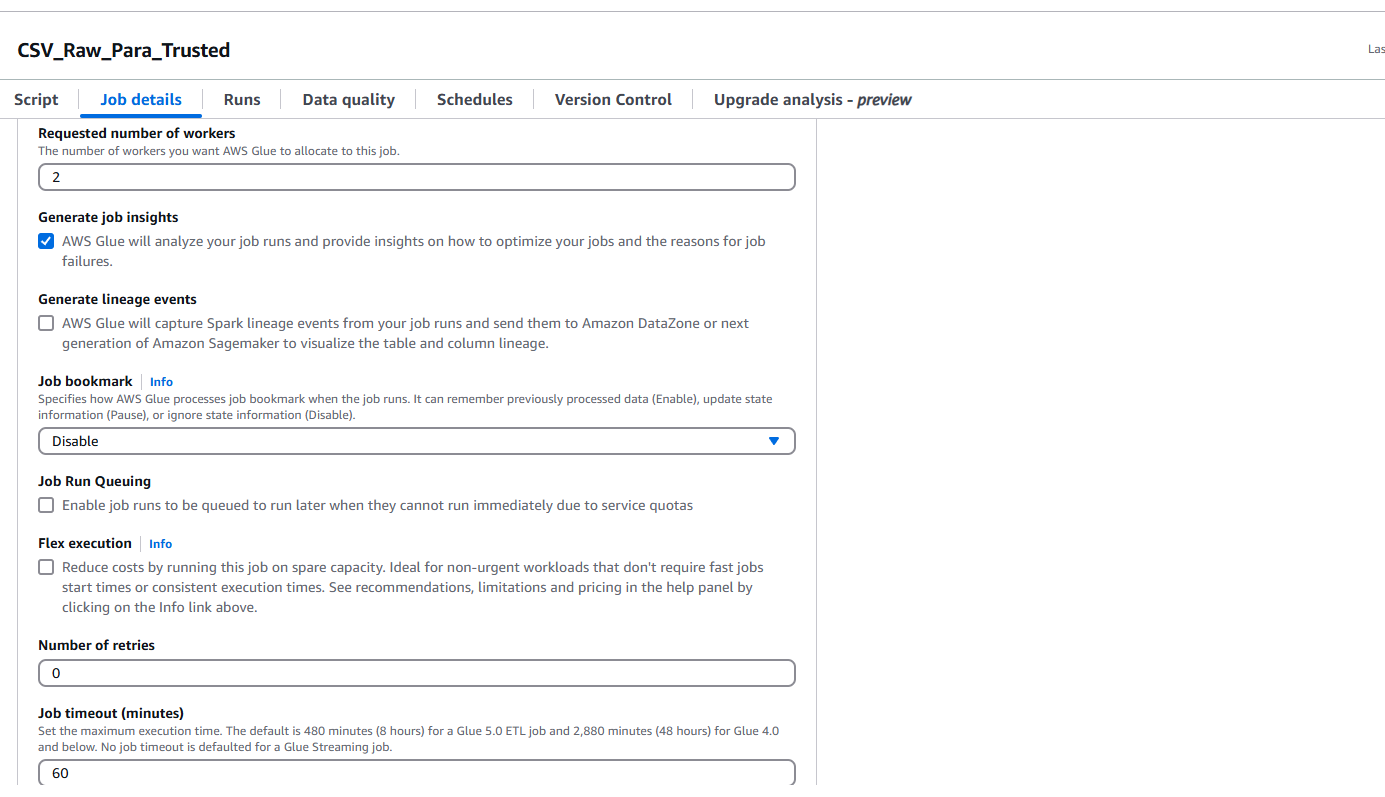 CSV_Raw_Para_Trusted
Las
Script
Job details
Runs
Data quality
Schedules
Version Control
Upgrade analysis - preview
Requested number of workers
The number of workers you want AWS Glue to allocate to this job.
2
Generate job insights
AWS Glue will analyze your job runs and provide insights on how to optimize your jobs and the reasons for job
failures.
Generate lineage events
AWS Glue will capture Spark lineage events from your job runs and send them to Amazon DataZone or next
generation of Amazon Sagemaker to visualize the table and column lineage.
Job bookmark Info
Specifies how AWS Glue processes job bookmark when the job runs. It can remember previously processed data (Enable), update state
information (Pause), or ignore state information (Disable).
Disable
Job Run Queuing
Enable job runs to be queued to run later when they cannot run immediately due to service quotas
Flex execution Info
Reduce costs by running this job on spare capacity. Ideal for non-urgent workloads that don't require fast jobs
start times or consistent execution times. See recommendations, limitations and pricing in the help panel by
clicking on the Info link above.
Number of retries
0
Job timeout (minutes)
Set the maximum execution time. The default is 480 minutes (8 hours) for a Glue 5.0 ETL job and 2,880 minutes (48 hours) for Glue 4.0
and below. No job timeout is defaulted for a Glue Streaming job.
60